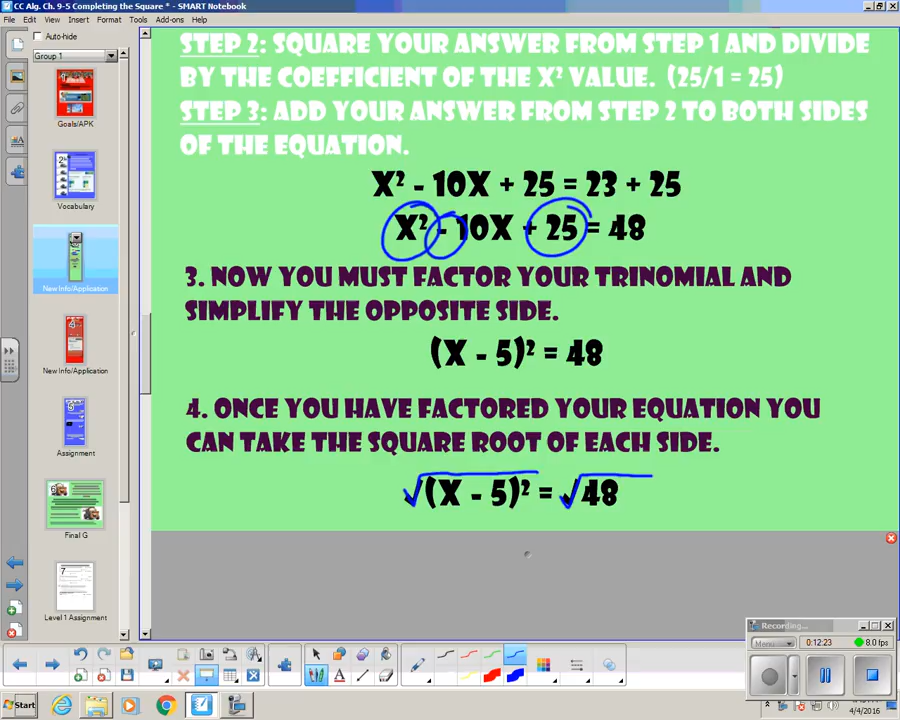 CC Alg. Ch. 9-5 Completing the Square * - SMART Notebook
File Edit View Insert Format Tools Add-ons Help
Auto-hide
Group 1
Goals/APK
Vocabulary
New Info/Application
New Info/Application
Assignment
Final G
Level 1 Assignment
STEP 2: SQUARE YOUR ANSWER FROM STEP 1 AND DIVIDE
BY THE COEFFICIENT OF THE X² VALUE. (25/1 = 25)
STEP 3: ADD YOUR ANSWER FROM STEP 2 TO BOTH SIDES
OF THE EQUATION.
X² - 10X + 25 = 23 + 25
X² - 10X + 25 = 48
3. NOW YOU MUST FACTOR YOUR TRINOMIAL AND
SIMPLIFY THE OPPOSITE SIDE.
(X - 5)² = 48
4. ONCE YOU HAVE FACTORED YOUR EQUATION YOU
CAN TAKE THE SQUARE ROOT OF EACH SIDE.
√(X - 5)² = √48
Recording...
Menu
12:23
8.0 fps
Start
4/4/2016